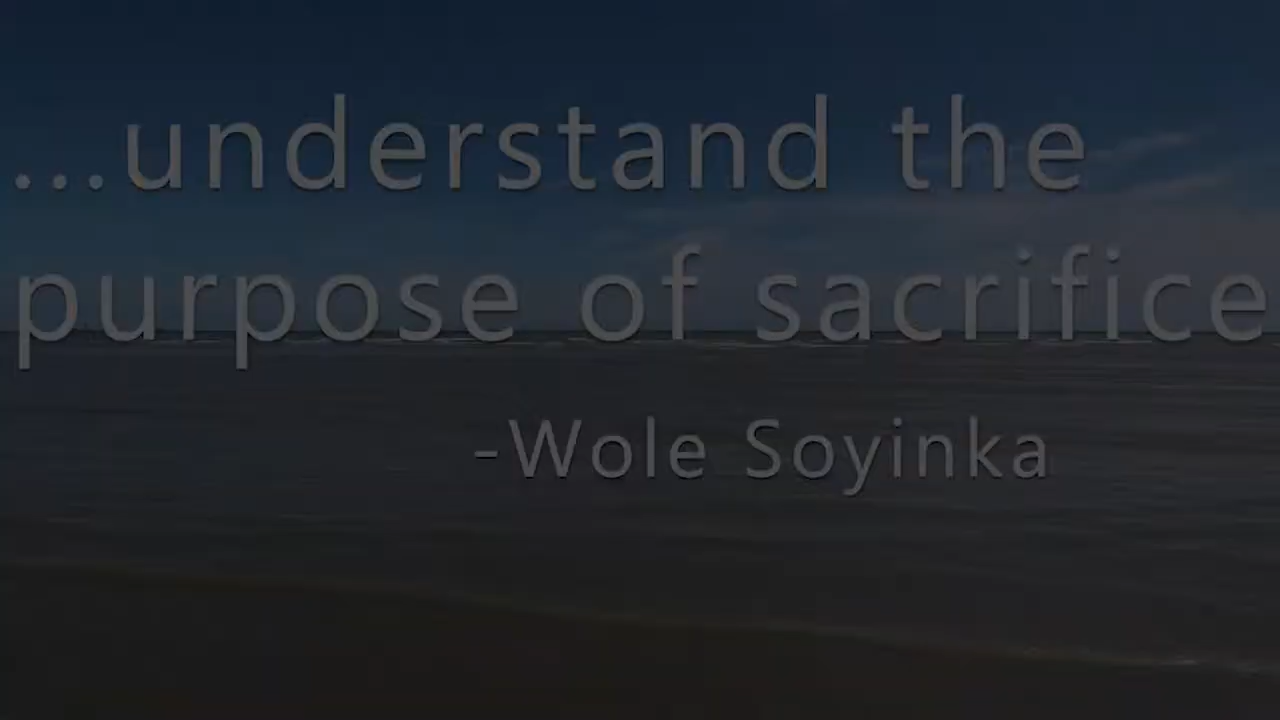 ...understand the
purpose of sacrifice
-Wole Soyinka